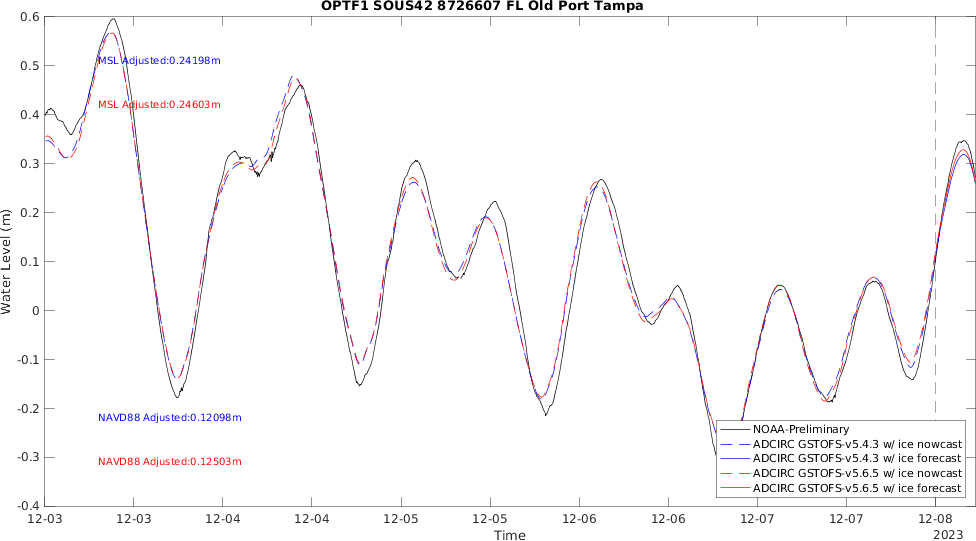 OPTF1 SOUS42 8726607 FL Old Port Tampa
0.6
0.5
0.4
0.3
0.2
0.1
0
-0.1
-0.2
-0.3
-0.4
Water Level (m)
MSL Adjusted:0.24198m
MSL Adjusted:0.24603m
NAVD88 Adjusted:0.12098m
NAVD88 Adjusted:0.12503m
NOAA-Preliminary
ADCIRC GSTOFS-v5.4.3 w/ ice nowcast
ADCIRC GSTOFS-v5.4.3 w/ ice forecast
ADCIRC GSTOFS-v5.6.5 w/ ice nowcast
ADCIRC GSTOFS-v5.6.5 w/ ice forecast
12-03 12-03 12-04 12-04 12-05 12-05 12-06 12-06 12-07 12-07 12-08
2023
Time